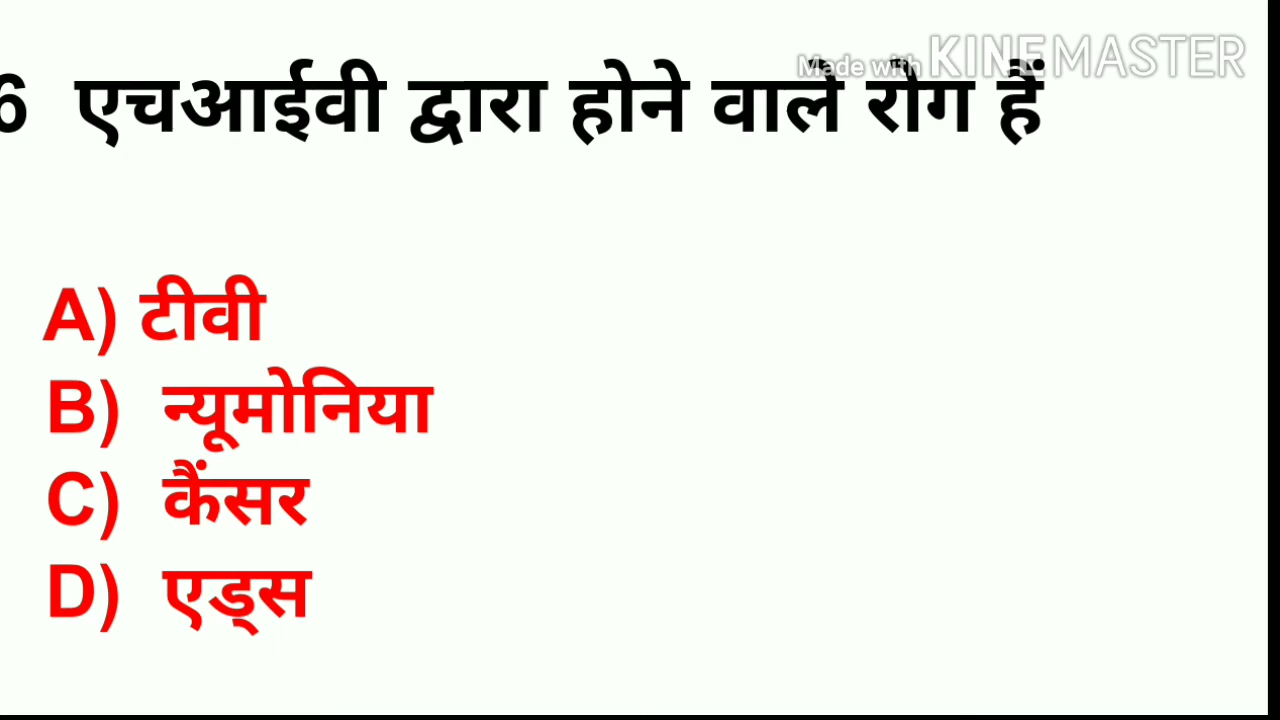 Made with KINEMASTER
6 एचआईवी द्वारा होने वाले रोग हैं
A) टीवी
B) न्यूमोनिया
C) कैंसर
D) एड्स